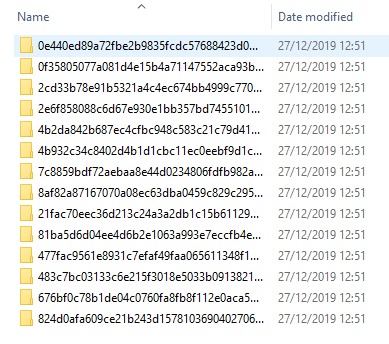 Name Date modified
0e440ed89a72fbe2b9835fcdc57688423d0... 27/12/2019 12:51
0f35805077a081d4e15b4a71147552aca93b... 27/12/2019 12:51
2cd33b78e91b5321a4c4ec674bb4999c770... 27/12/2019 12:51
2e6f858088c6d67e930e1bb357bd7455101... 27/12/2019 12:51
4b2da842b687ec4cfbc948c583c21c79d41... 27/12/2019 12:51
4b932c34c8402d4b1d1cbc11ec0eebf9d1c... 27/12/2019 12:51
7c8859bdf72aebaa8e44d0234806fdfb982a... 27/12/2019 12:51
8af82a87167070a08ec63dba0459c829c295... 27/12/2019 12:51
21fac70eec36d213c24a3a2db1c15b61129... 27/12/2019 12:51
81ba5d6d04ee4d6b2e1063a993e7eccfb4e... 27/12/2019 12:51
477fac9561e8931c7efaf49faa065611348f1... 27/12/2019 12:51
483c7bc03133c6e215f3018e5033b0913821... 27/12/2019 12:51
676bf0c78b1de04c0760fa8fb8f112e0aca5... 27/12/2019 12:51
824d0afa609ce21b243d1578103690402706... 27/12/2019 12:51